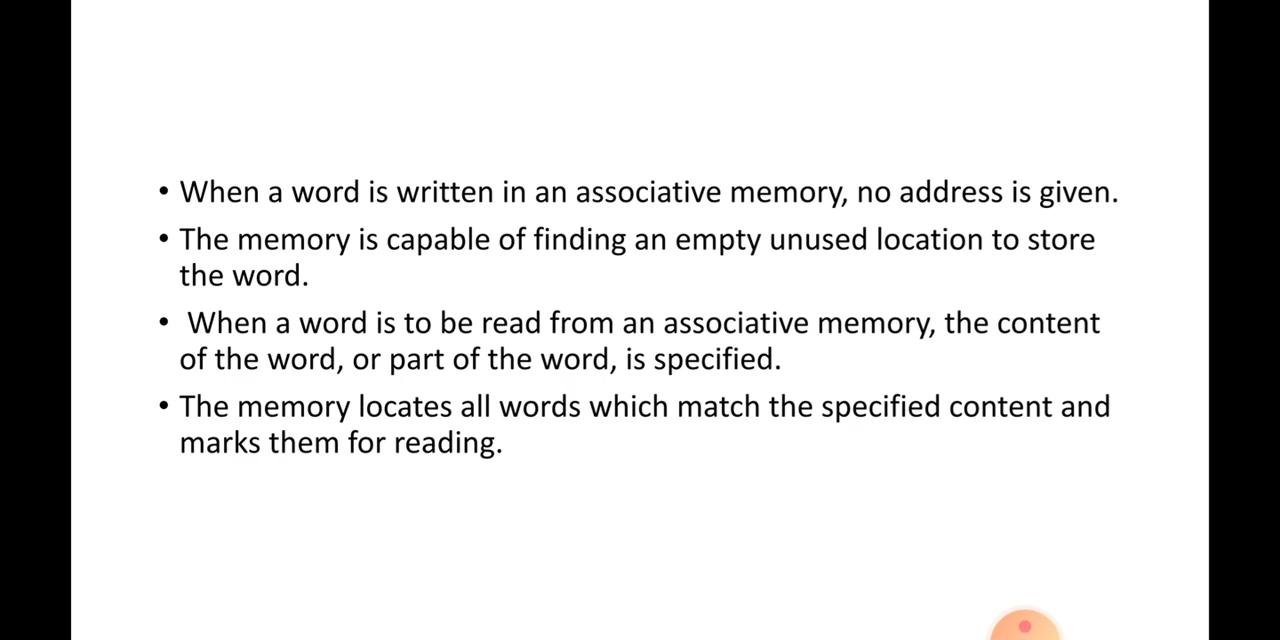 • When a word is written in an associative memory, no address is given.
• The memory is capable of finding an empty unused location to store
the word.
• When a word is to be read from an associative memory, the content
of the word, or part of the word, is specified.
• The memory locates all words which match the specified content and
marks them for reading.